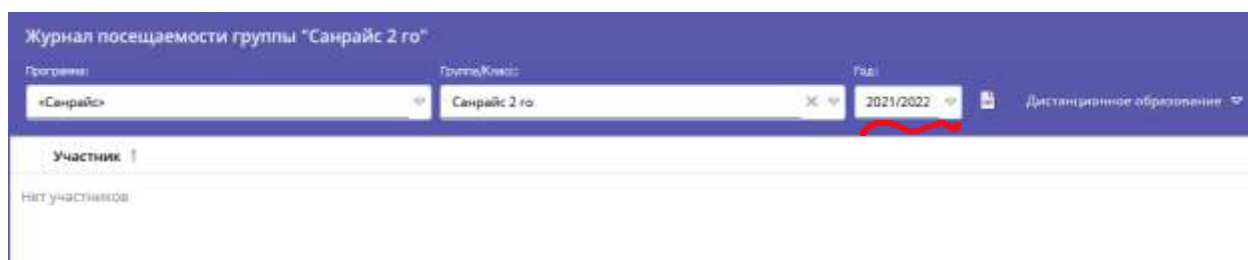 Журнал посещаемости группы "Санрайс 2 го"
Программа: Группа/Класс: Год:
«Санрайс» Санрайс 2 го 2021/2022 Дистанционное образование
Участник ↑
Нет участников